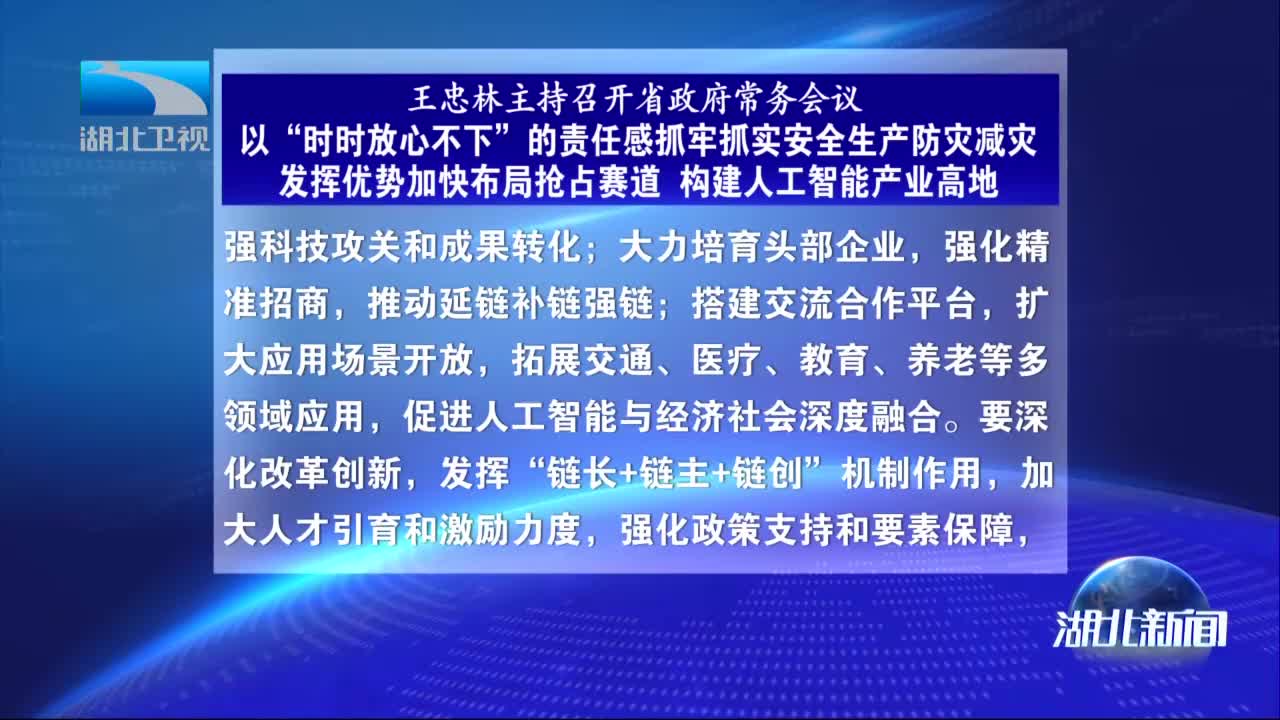 湖北卫视
王忠林主持召开省政府常务会议
以“时时放心不下”的责任感抓牢抓实安全生产防灾减灾
发挥优势加快布局抢占赛道 构建人工智能产业高地
强科技攻关和成果转化；大力培育头部企业，强化精
准招商，推动延链补链强链；搭建交流合作平台，扩
大应用场景开放，拓展交通、医疗、教育、养老等多
领域应用，促进人工智能与经济社会深度融合。要深
化改革创新，发挥“链长+链主+链创”机制作用，加
大人才引育和激励力度，强化政策支持和要素保障，
湖北新闻